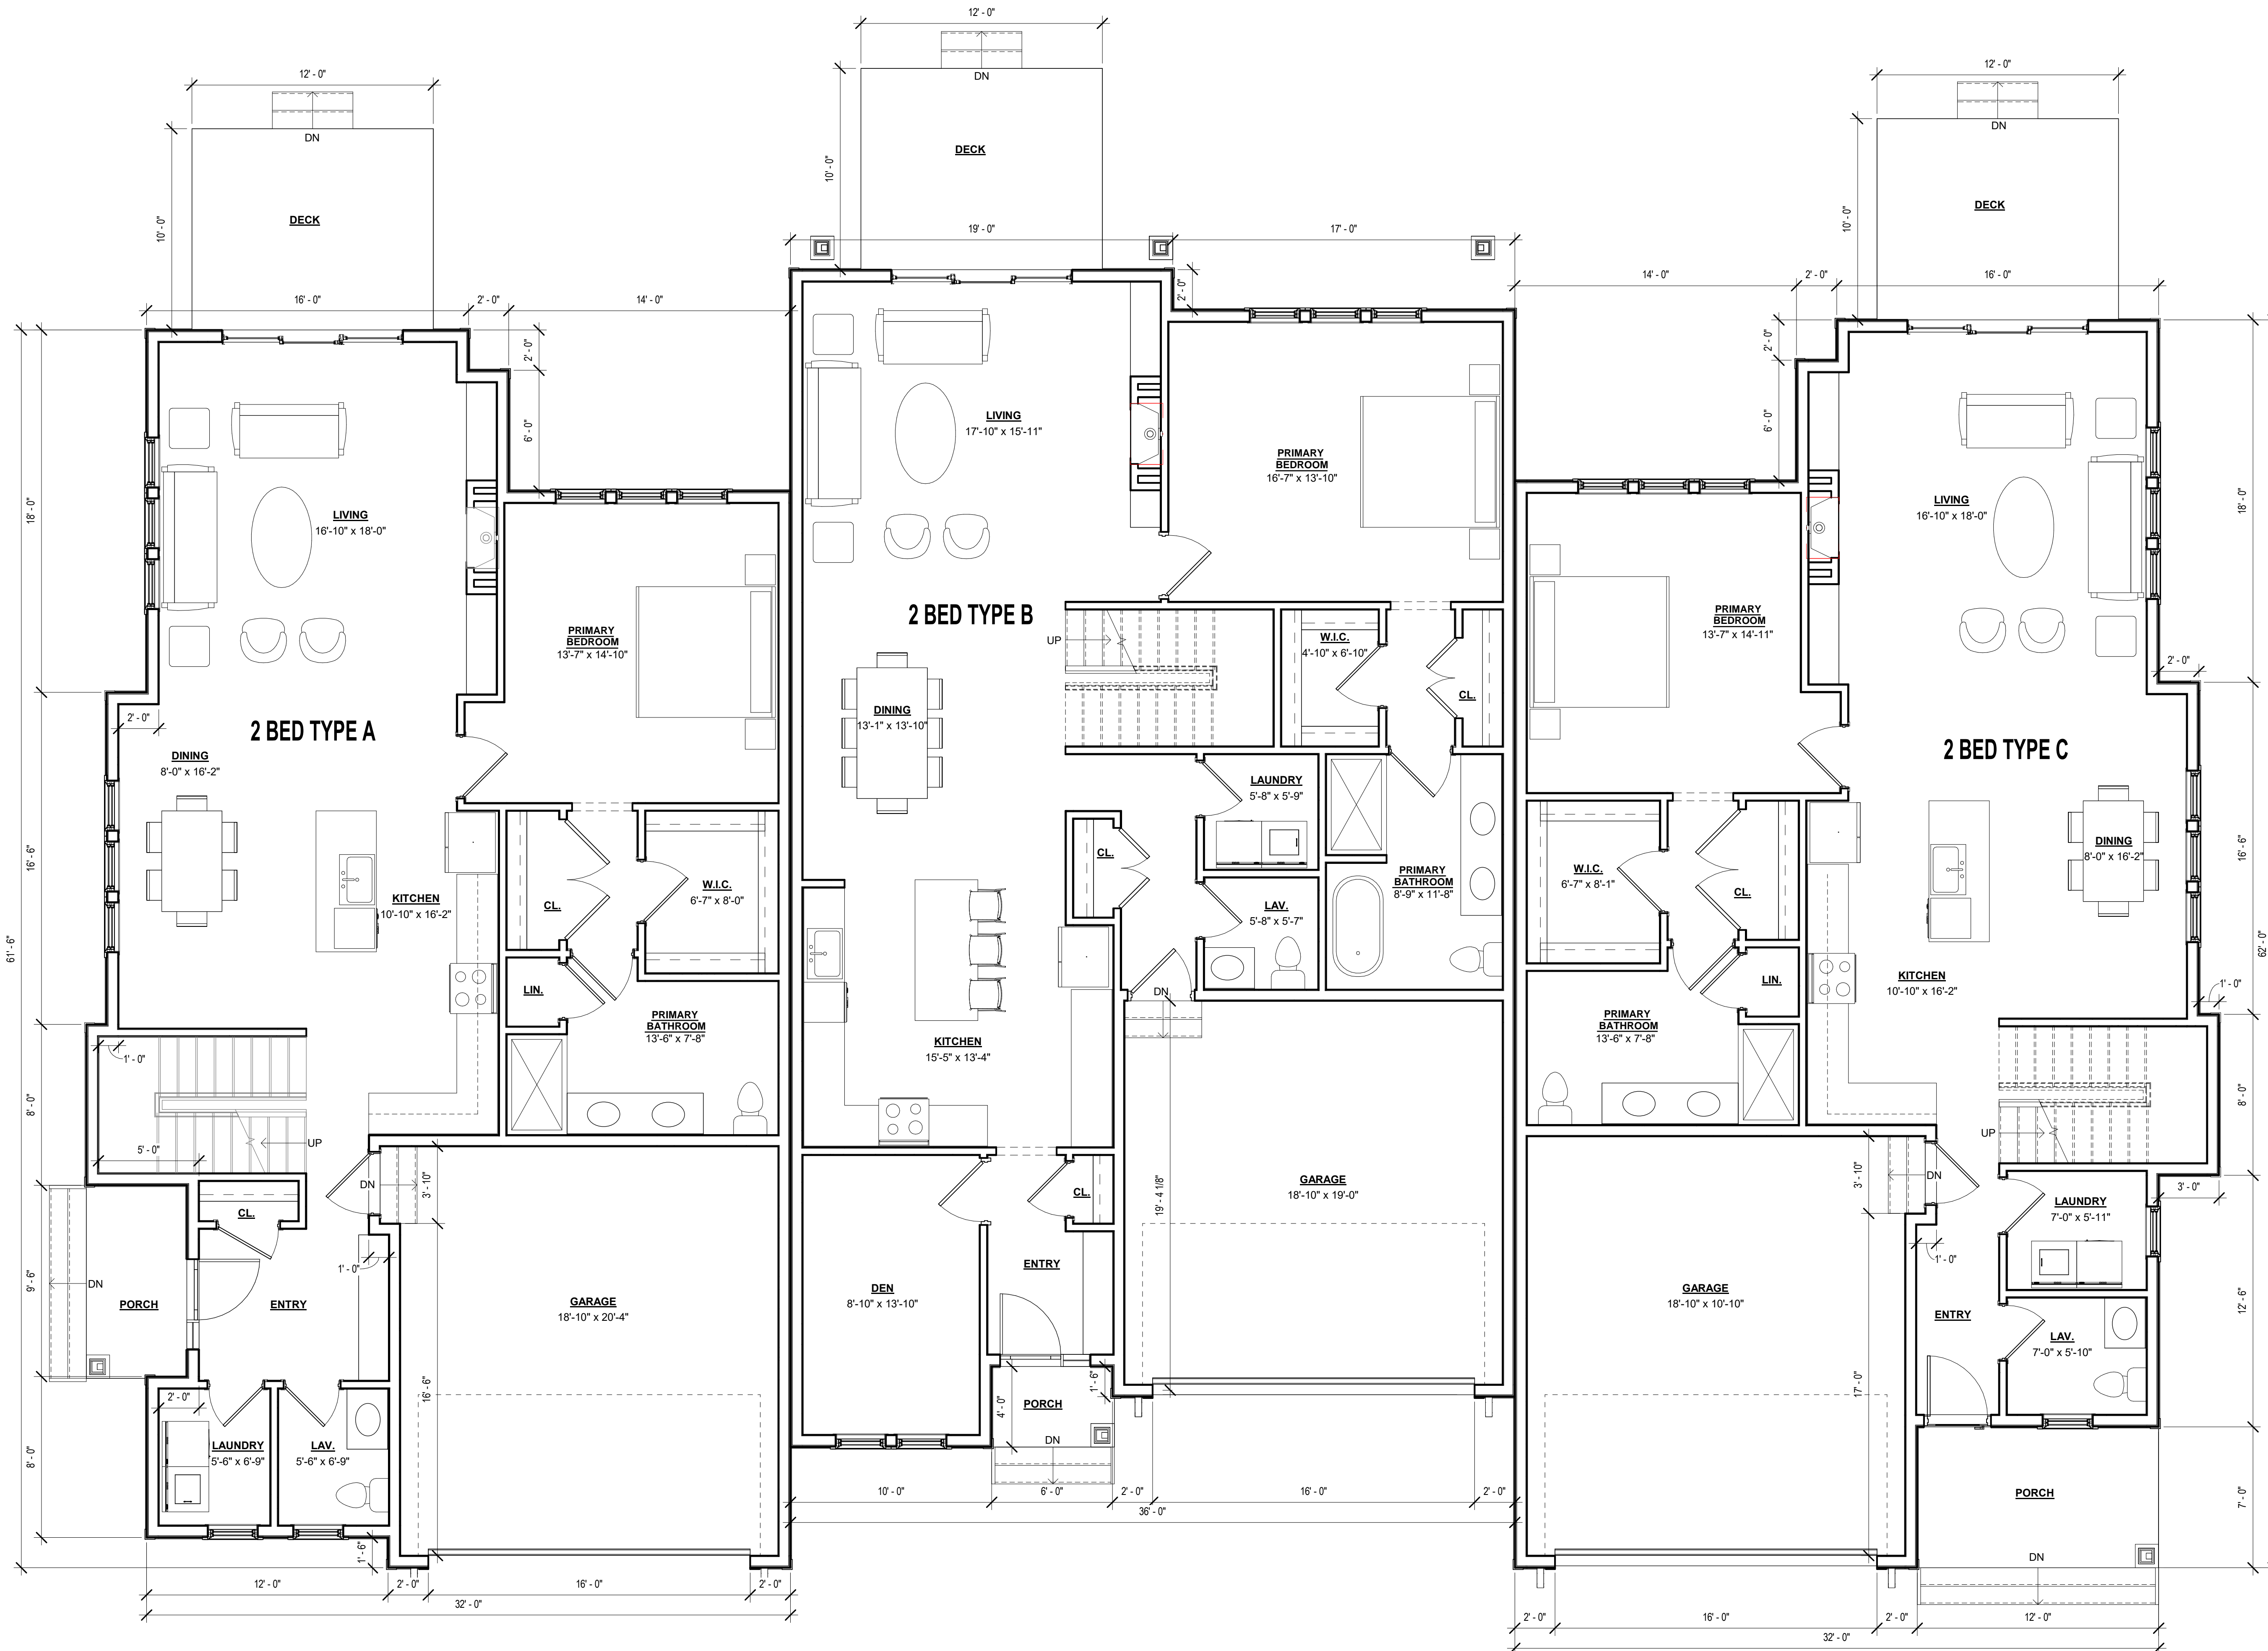 12' - 0"
DN
DECK
10' - 0"
16' - 0"
2' - 0"
14' - 0"
2' - 0"
6' - 0"
18' - 0"
LIVING
16'-10" x 18'-0"
PRIMARY
BEDROOM
13'-7" x 14'-10"
2' - 0"
2 BED TYPE A
DINING
8'-0" x 16'-2"
16' - 6"
61' - 6"
KITCHEN
10'-10" x 16'-2"
CL.
W.I.C.
6'-7" x 8'-0"
LIN.
PRIMARY
BATHROOM
13'-6" x 7'-8"
1' - 0"
8' - 0"
UP
5' - 0"
DN
3' - 10"
CL.
1' - 0"
9' - 6"
DN
PORCH
ENTRY
GARAGE
18'-10" x 20'-4"
16' - 6"
2' - 0"
LAUNDRY
5'-6" x 6'-9"
LAV.
5'-6" x 6'-9"
8' - 0"
1' - 6"
12' - 0"
2' - 0"
16' - 0"
2' - 0"
32' - 0"
12' - 0"
DN
DECK
10' - 0"
19' - 0"
17' - 0"
2' - 0"
LIVING
17'-10" x 15'-11"
PRIMARY
BEDROOM
16'-7" x 13'-10"
2 BED TYPE B
UP
W.I.C.
4'-10" x 6'-10"
CL.
DINING
13'-1" x 13'-10"
LAUNDRY
5'-8" x 5'-9"
CL.
PRIMARY
BATHROOM
8'-9" x 11'-8"
LAV.
5'-8" x 5'-7"
DN
KITCHEN
15'-5" x 13'-4"
CL.
19' - 4 1/8"
GARAGE
18'-10" x 19'-0"
ENTRY
DEN
8'-10" x 13'-10"
1' - 6"
4' - 0"
PORCH
DN
10' - 0"
6' - 0"
2' - 0"
16' - 0"
2' - 0"
36' - 0"
12' - 0"
DN
DECK
10' - 0"
14' - 0"
2' - 0"
16' - 0"
2' - 0"
6' - 0"
18' - 0"
LIVING
16'-10" x 18'-0"
PRIMARY
BEDROOM
13'-7" x 14'-11"
2' - 0"
2 BED TYPE C
DINING
8'-0" x 16'-2"
16' - 6"
62' - 0"
W.I.C.
6'-7" x 8'-1"
CL.
LIN.
KITCHEN
10'-10" x 16'-2"
1' - 0"
PRIMARY
BATHROOM
13'-6" x 7'-8"
8' - 0"
UP
3' - 10"
DN
3' - 0"
LAUNDRY
7'-0" x 5'-11"
1' - 0"
GARAGE
18'-10" x 10'-10"
ENTRY
12' - 6"
LAV.
7'-0" x 5'-10"
17' - 0"
PORCH
7' - 0"
DN
2' - 0"
16' - 0"
2' - 0"
12' - 0"
32' - 0"